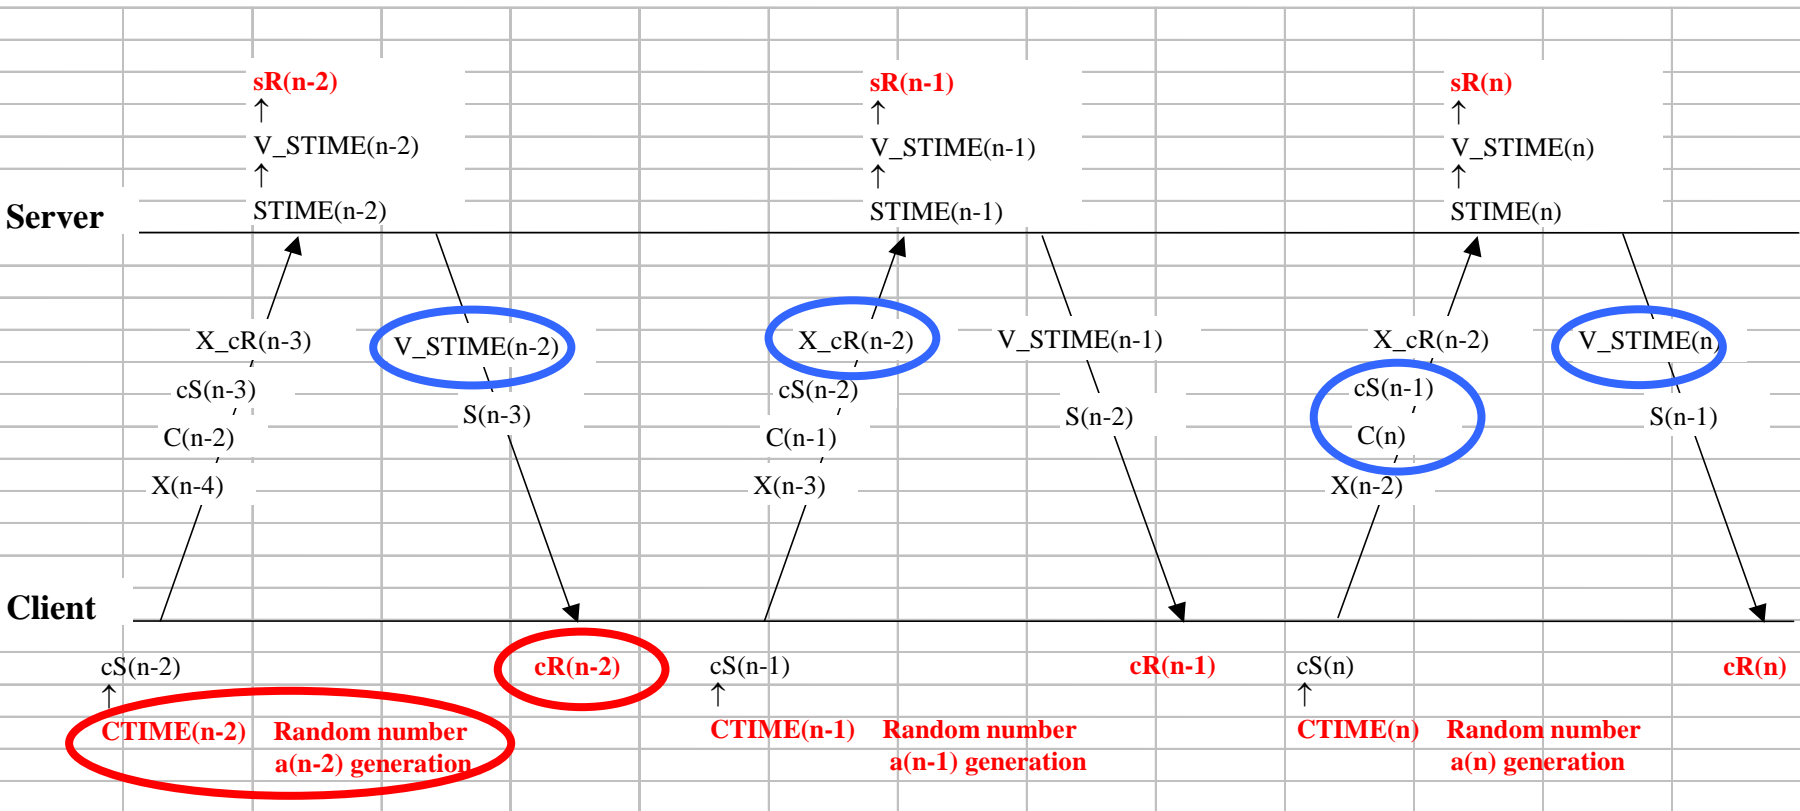 sR(n-2) sR(n-1) sR(n)
↑ ↑ ↑
V_STIME(n-2) V_STIME(n-1) V_STIME(n)
↑ ↑ ↑
Server STIME(n-2) STIME(n-1) STIME(n)
X_cR(n-3) V_STIME(n-2) X_cR(n-2) V_STIME(n-1) X_cR(n-2) V_STIME(n)
cS(n-3) cS(n-2) cS(n-1)
S(n-3) S(n-2) S(n-1)
C(n-2) C(n-1) C(n)
X(n-4) X(n-3) X(n-2)
Client
cS(n-2) cR(n-2) cS(n-1) cR(n-1) cS(n) cR(n)
↑ ↑ ↑
CTIME(n-2) Random number CTIME(n-1) Random number CTIME(n) Random number
a(n-2) generation a(n-1) generation a(n) generation